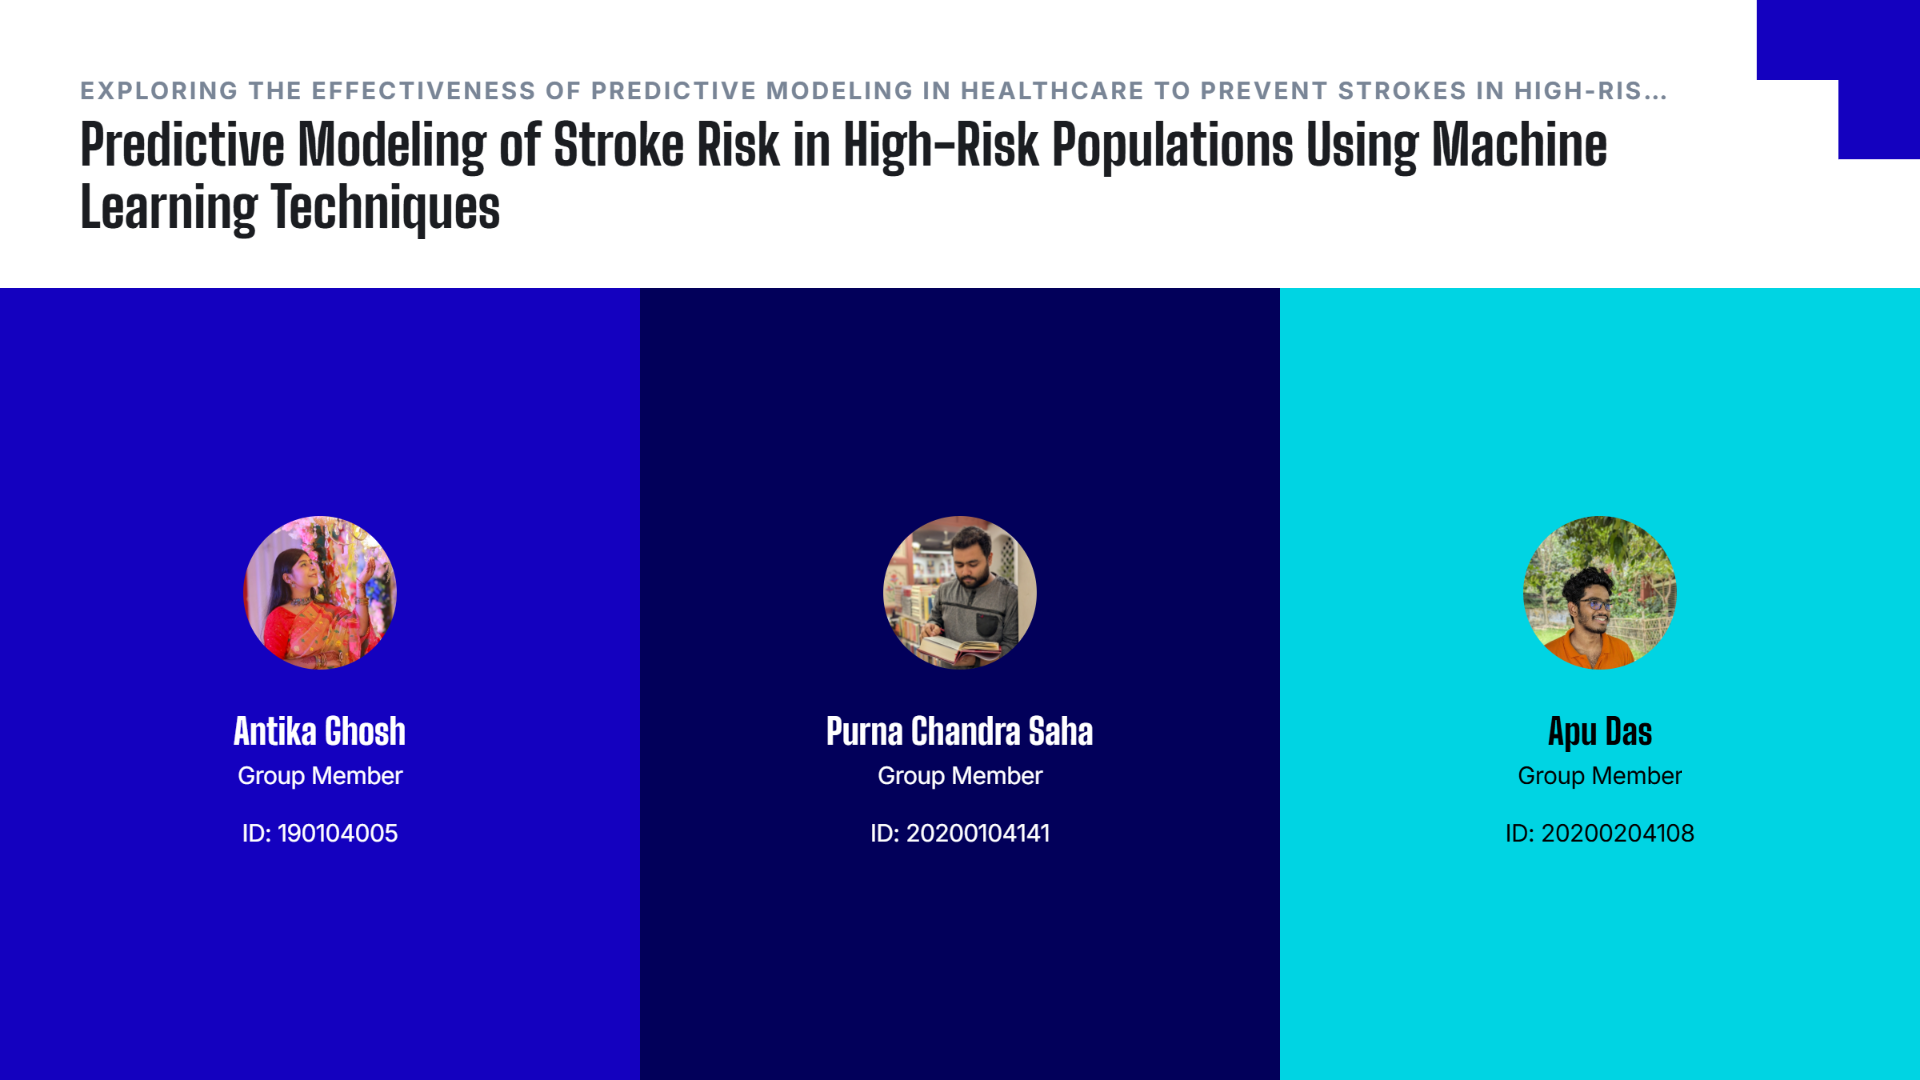 EXPLORING THE EFFECTIVENESS OF PREDICTIVE MODELING IN HEALTHCARE TO PREVENT STROKES IN HIGH-RIS...
Predictive Modeling of Stroke Risk in High-Risk Populations Using Machine
Learning Techniques
Antika Ghosh
Group Member
ID: 190104005
Purna Chandra Saha
Group Member
ID: 20200104141
Apu Das
Group Member
ID: 20200204108